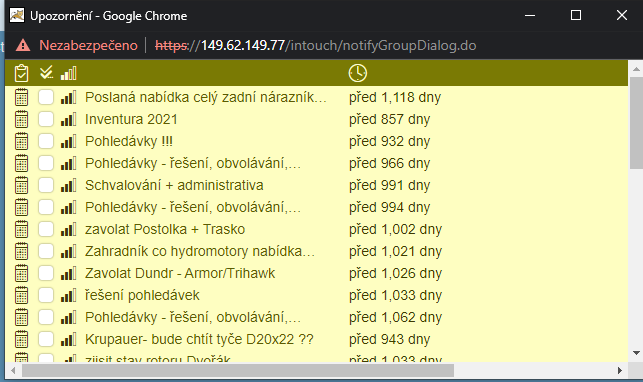 Upozornění - Google Chrome
Nezabezpečeno https://149.62.149.77/intouch/notifyGroupDialog.do
Poslaná nabídka celý zadní nárazník... před 1,118 dny
Inventura 2021 před 857 dny
Pohledávky !!! před 932 dny
Pohledávky - řešení, obvolávání,... před 966 dny
Schvalování + administrativa před 991 dny
Pohledávky - řešení, obvolávání,... před 994 dny
zavolat Postolka + Trasko před 1,002 dny
Zahradník co hydromotory nabídka... před 1,021 dny
Zavolat Dundr - Armor/Trihawk před 1,026 dny
řešení pohledávek před 1,033 dny
Pohledávky - řešení, obvolávání,... před 1,062 dny
Krupauer- bude chtít tyče D20x22 ?? před 943 dny
zjisit stav rotoru Dvořák před 1,033 dny